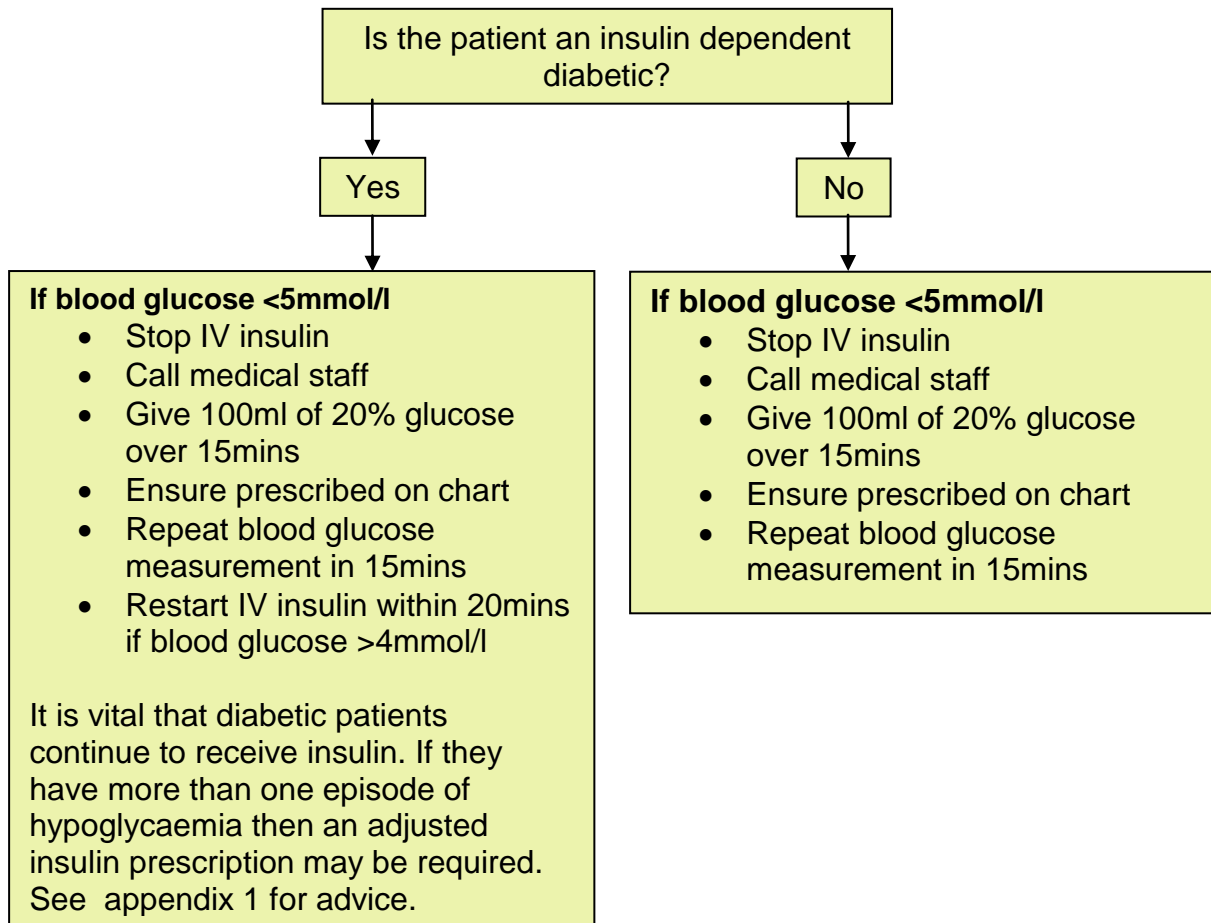 Is the patient an insulin dependent
diabetic?
Yes
No
If blood glucose <5mmol/l
• Stop IV insulin
• Call medical staff
• Give 100ml of 20% glucose
over 15mins
• Ensure prescribed on chart
• Repeat blood glucose
measurement in 15mins
• Restart IV insulin within 20mins
if blood glucose >4mmol/l
It is vital that diabetic patients
continue to receive insulin. If they
have more than one episode of
hypoglycaemia then an adjusted
insulin prescription may be required.
See appendix 1 for advice.
If blood glucose <5mmol/l
• Stop IV insulin
• Call medical staff
• Give 100ml of 20% glucose
over 15mins
• Ensure prescribed on chart
• Repeat blood glucose
measurement in 15mins